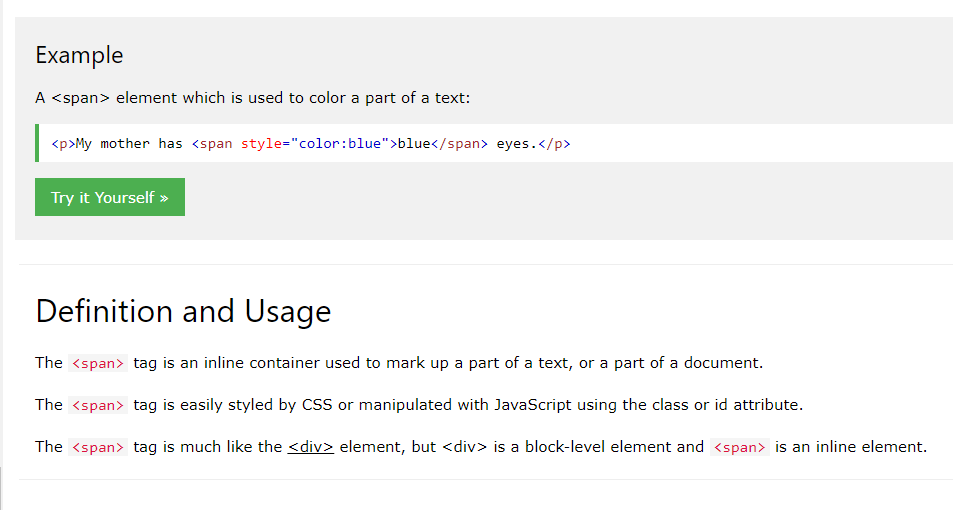 Example
A <span> element which is used to color a part of a text:
<p>My mother has <span style="color:blue">blue</span> eyes.</p>
Try it Yourself »
Definition and Usage
The <span> tag is an inline container used to mark up a part of a text, or a part of a document.
The <span> tag is easily styled by CSS or manipulated with JavaScript using the class or id attribute.
The <span> tag is much like the <div> element, but <div> is a block-level element and <span> is an inline element.